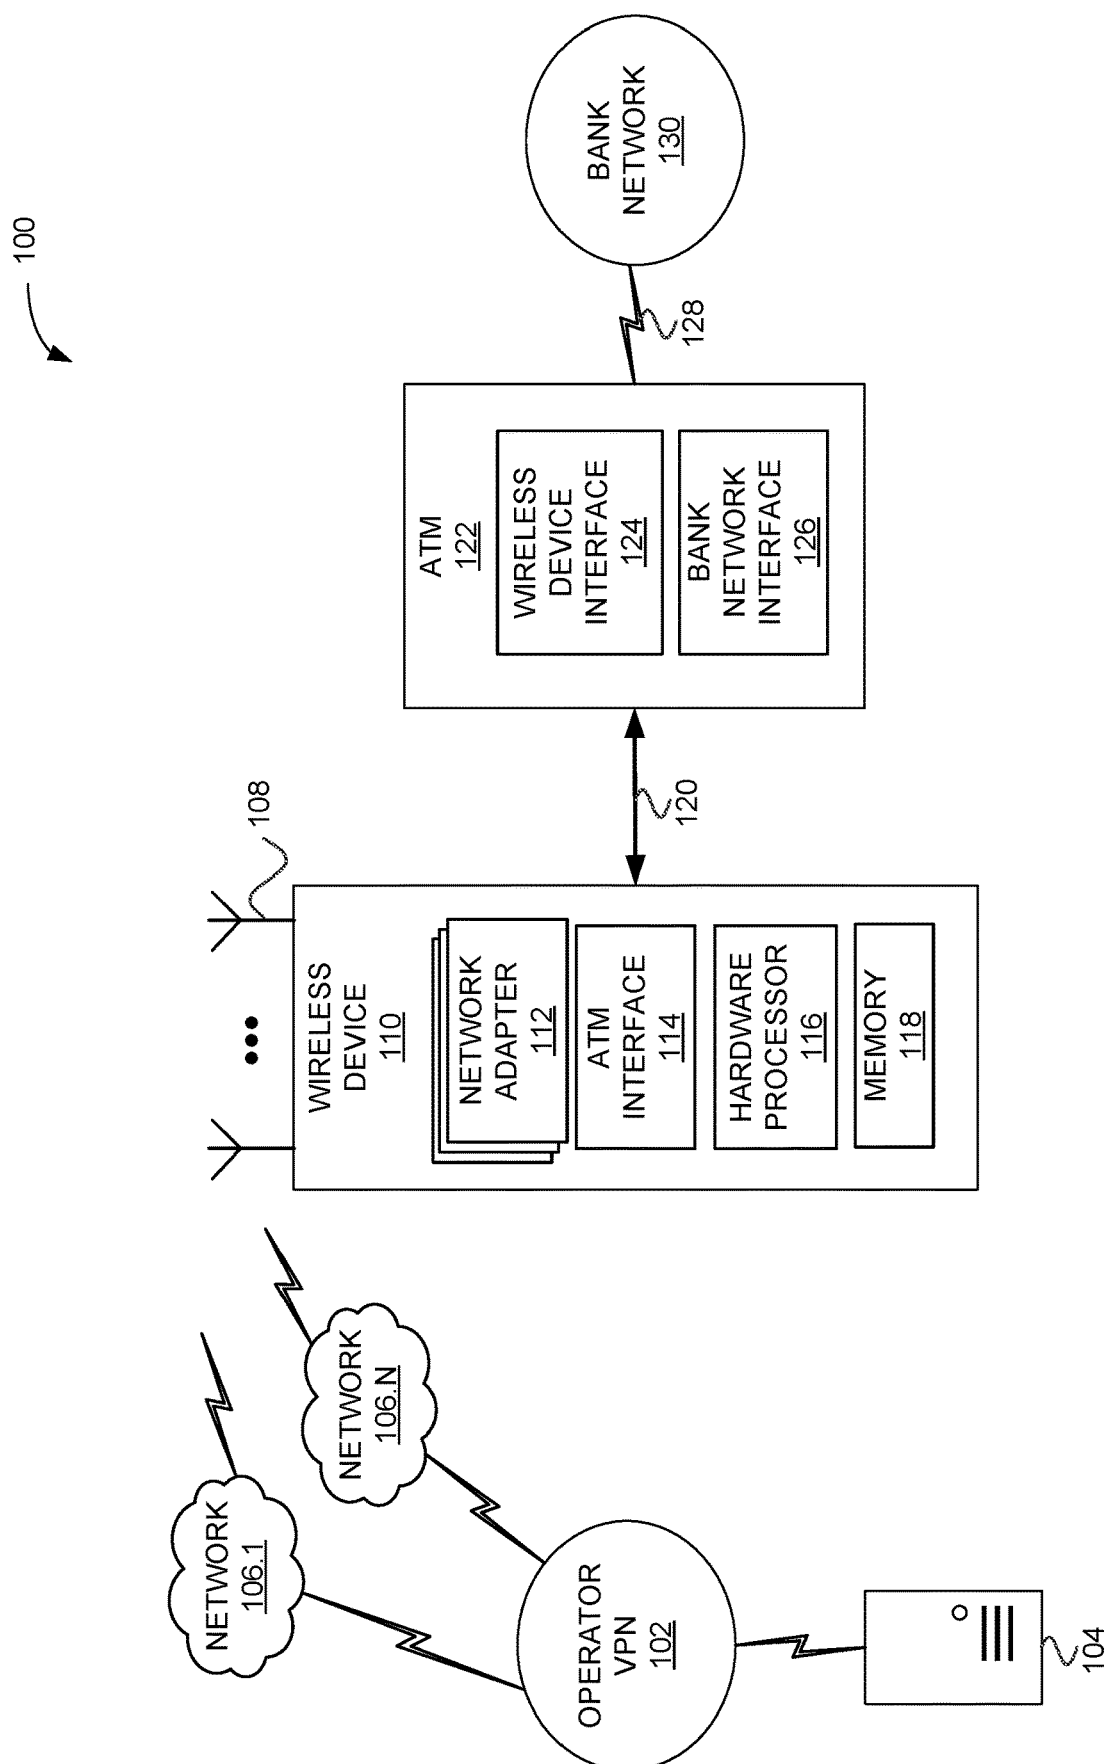 100
NETWORK
106.1
NETWORK
106.N
OPERATOR
VPN
102
104
108
WIRELESS
DEVICE
110
NETWORK
ADAPTER
112
ATM
INTERFACE
114
HARDWARE
PROCESSOR
116
MEMORY
118
120
ATM
122
WIRELESS
DEVICE
INTERFACE
124
BANK
NETWORK
INTERFACE
126
128
BANK
NETWORK
130